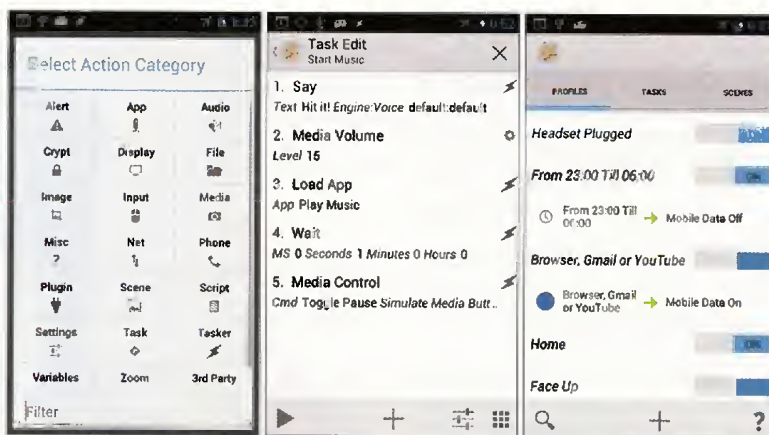 Select Action Category
Alert App Audio
Crypt Display File
Image Input Media
Misc Net Phone
Plugin Scene Script
Settings Task Tasker
Variables Zoom 3rd Party
Filter
Task Edit
Start Music
1. Say
Text Hit it! Engine:Voice default:default
2. Media Volume
Level 15
3. Load App
App Play Music
4. Wait
MS 0 Seconds 1 Minutes 0 Hours 0
5. Media Control
Cmd Toggle Pause Simulate Media Butt..
PROFILES TASKS SCENES
Headset Plugged
From 23:00 Till 06:00 ON
From 23:00 Till
06:00
Mobile Data Off
Browser, Gmail or YouTube
Browser, Gmail
or YouTube
Mobile Data On
Home ON
Face Up